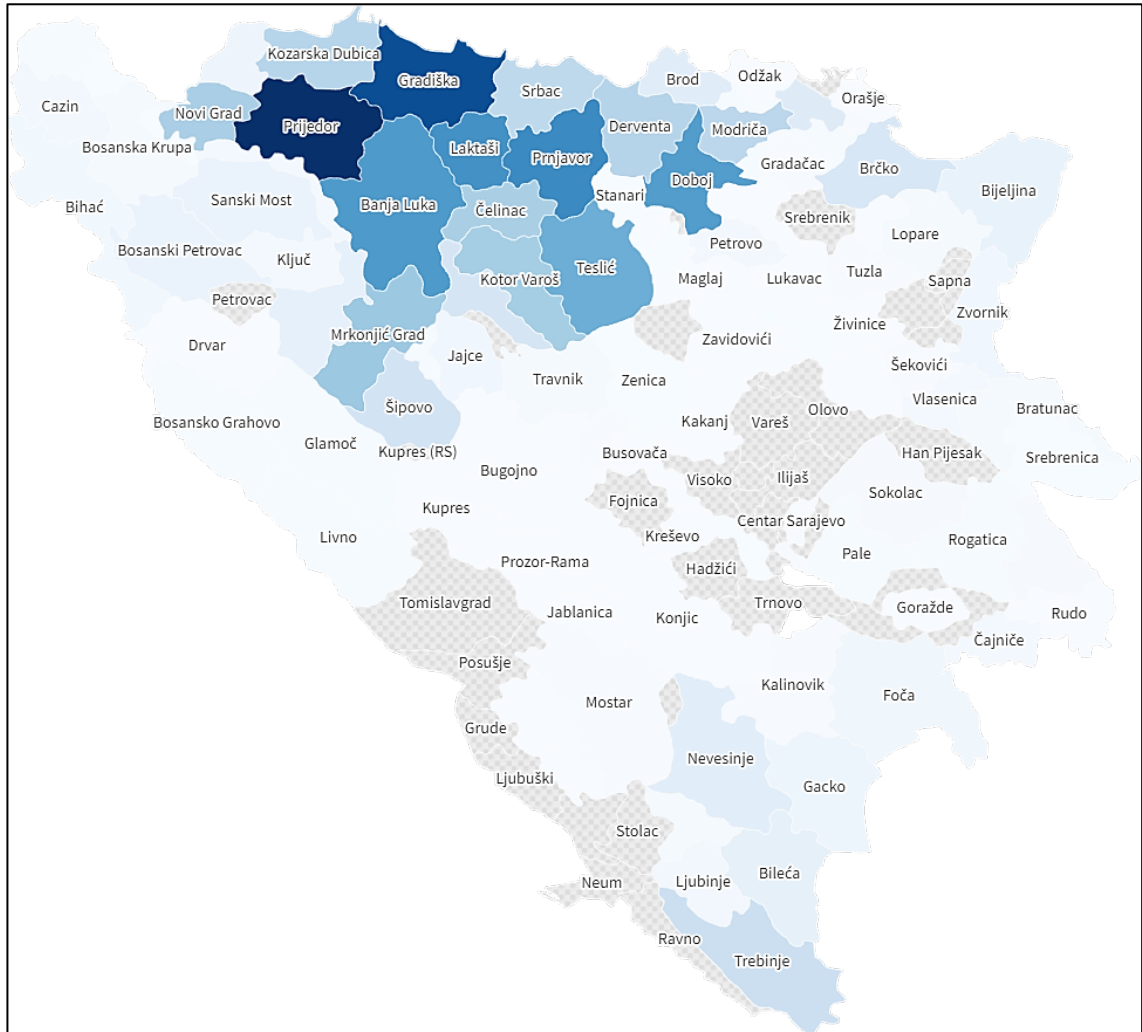 Kozarska Dubica
Gradiška
Srbac
Brod
Odžak
Orašje
Cazin
Novi Grad
Prijedor
Laktaši
Prnjavor
Derventa
Modriča
Bosanska Krupa
Gradačac
Brčko
Bijeljina
Stanari
Doboj
Bihać
Sanski Most
Banja Luka
Čelinac
Srebrenik
Lopare
Bosanski Petrovac
Ključ
Kotor Varoš
Teslić
Petrovo
Maglaj
Lukavac
Tuzla
Sapna
Petrovac
Zvornik
Mrkonjić Grad
Zavidovići
Živinice
Drvar
Jajce
Šekovići
Travnik
Zenica
Vlasenica
Bratunac
Šipovo
Olovo
Bosansko Grahovo
Kakanj
Vareš
Glamoč
Kupres (RS)
Busovača
Han Pijesak
Srebrenica
Bugojno
Visoko
Ilijaš
Sokolac
Fojnica
Kupres
Centar Sarajevo
Livno
Kreševo
Rogatica
Pale
Prozor-Rama
Hadžići
Tomislavgrad
Trnovo
Goražde
Jablanica
Konjic
Rudo
Čajniče
Posušje
Kalinovik
Foča
Mostar
Grude
Nevesinje
Ljubuški
Gacko
Stolac
Bileća
Neum
Ljubinje
Ravno
Trebinje